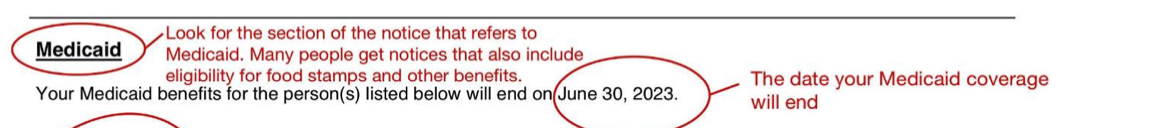 Medicaid
Look for the section of the notice that refers to
Medicaid. Many people get notices that also include
eligibility for food stamps and other benefits.
Your Medicaid benefits for the person(s) listed below will end on June 30, 2023.
The date your Medicaid coverage
will end